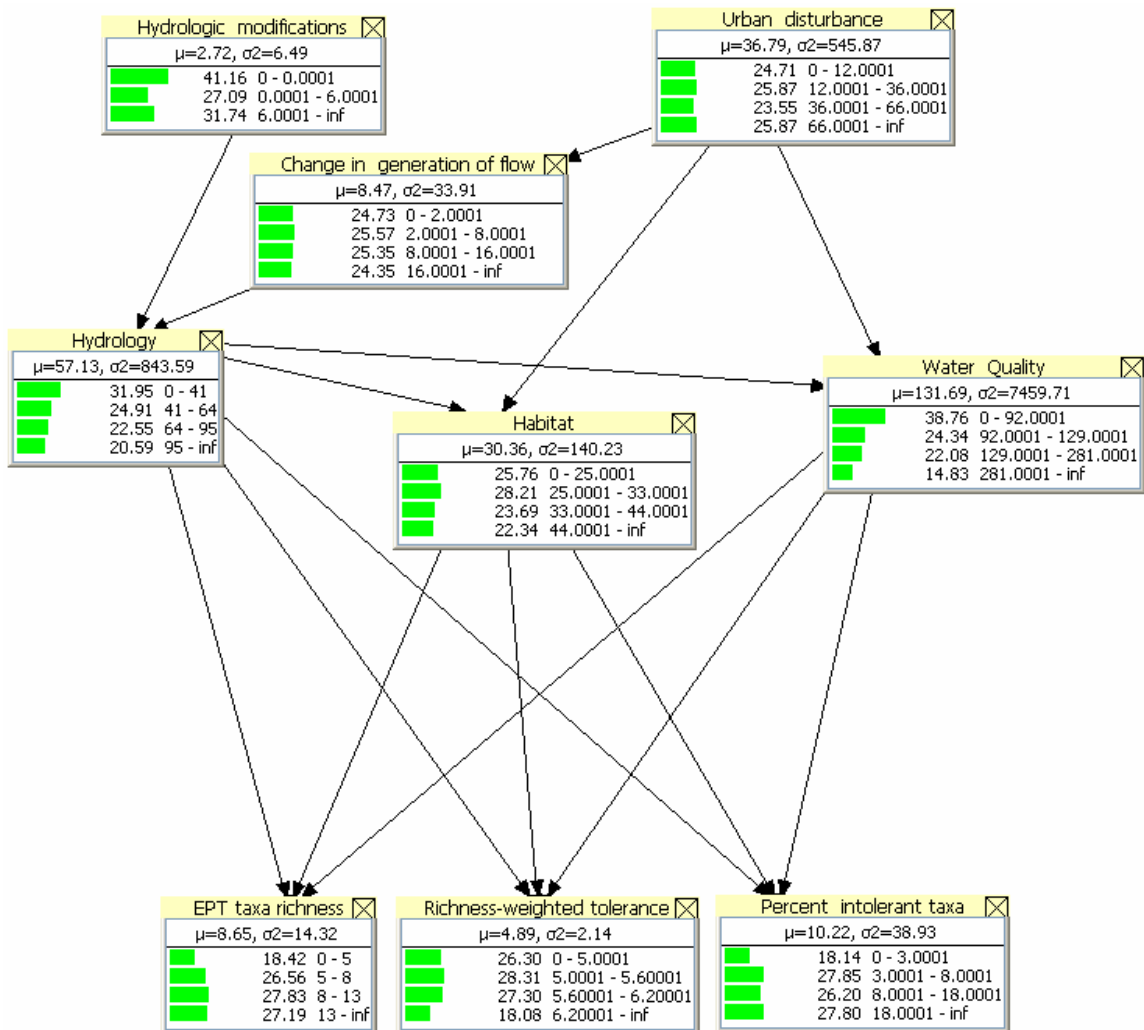 Hydrologic modifications
μ=2.72, σ2=6.49
41.16 0 - 0.0001
27.09 0.0001 - 6.0001
31.74 6.0001 - inf
Urban disturbance
μ=36.79, σ2=545.87
24.71 0 - 12.0001
25.87 12.0001 - 36.0001
23.55 36.0001 - 66.0001
25.87 66.0001 - inf
Change in generation of flow
μ=8.47, σ2=33.91
24.73 0 - 2.0001
25.57 2.0001 - 8.0001
25.35 8.0001 - 16.0001
24.35 16.0001 - inf
Hydrology
μ=57.13, σ2=843.59
31.95 0 - 41
24.91 41 - 64
22.55 64 - 95
20.59 95 - inf
Water Quality
μ=131.69, σ2=7459.71
38.76 0 - 92.0001
24.34 92.0001 - 129.0001
22.08 129.0001 - 281.0001
14.83 281.0001 - inf
Habitat
μ=30.36, σ2=140.23
25.76 0 - 25.0001
28.21 25.0001 - 33.0001
23.69 33.0001 - 44.0001
22.34 44.0001 - inf
EPT taxa richness
μ=8.65, σ2=14.32
18.42 0 - 5
26.56 5 - 8
27.83 8 - 13
27.19 13 - inf
Richness-weighted tolerance
μ=4.89, σ2=2.14
26.30 0 - 5.0001
28.31 5.0001 - 5.60001
27.30 5.60001 - 6.20001
18.08 6.20001 - inf
Percent intolerant taxa
μ=10.22, σ2=38.93
18.14 0 - 3.0001
27.85 3.0001 - 8.0001
26.20 8.0001 - 18.0001
27.80 18.0001 - inf